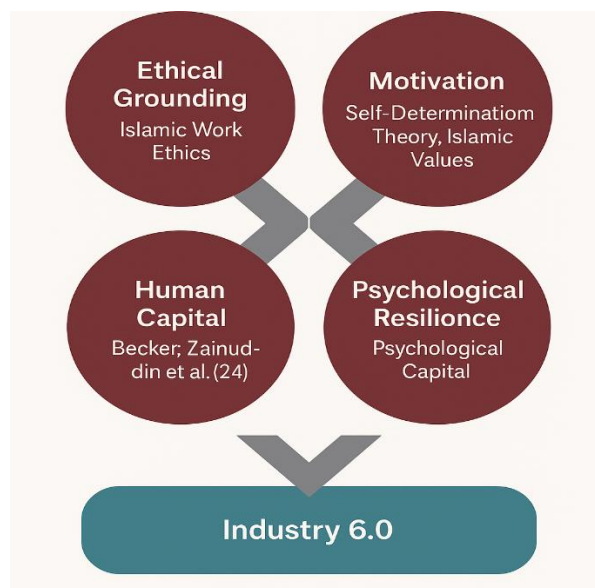 Ethical
Grounding
Islamic Work
Ethics
Motivation
Self-Determinatiom
Theory, Islamic
Values
Human
Capital
Becker; Zainud-
din et al. (24)
Psychological
Resilionce
Psychological
Capital
Industry 6.0